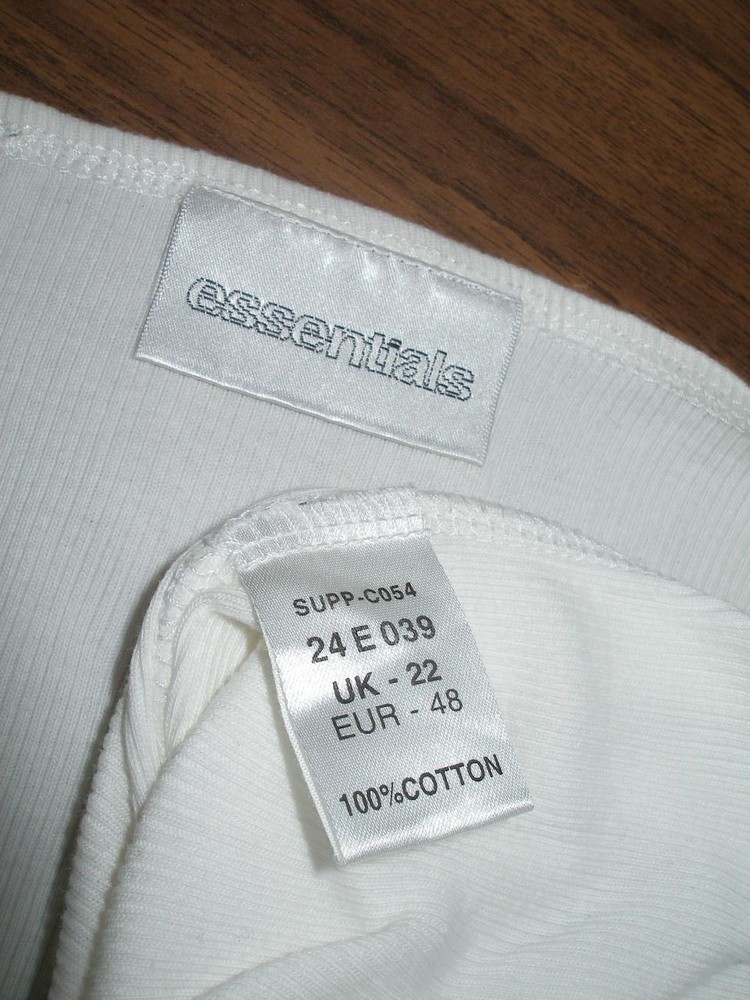 essentials
SUPP-C054
24 E 039
UK - 22
EUR - 48
100%COTTON